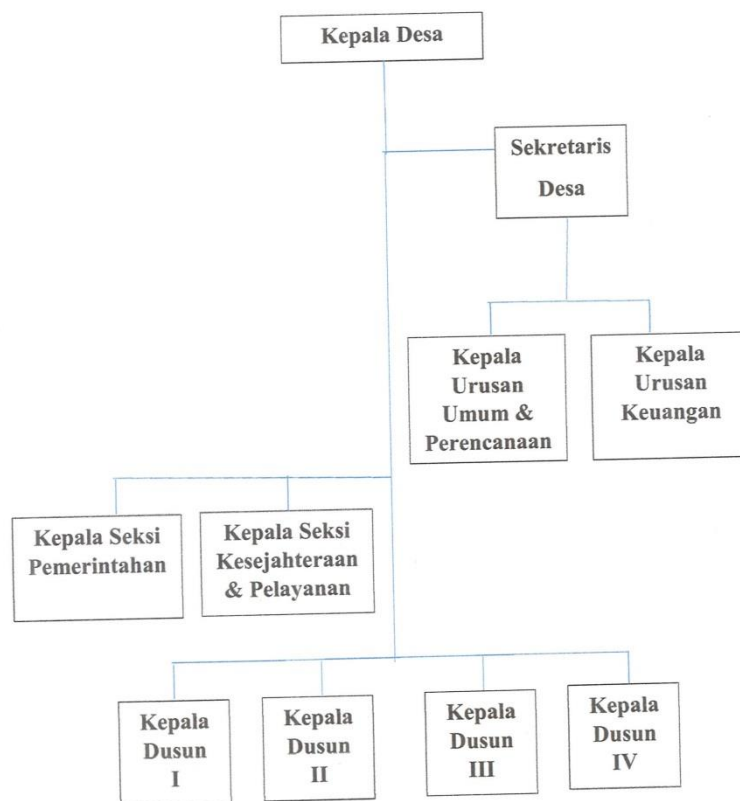 Kepala Desa
Sekretaris
Desa
Kepala
Urusan
Umum &
Perencanaan
Kepala
Urusan
Keuangan
Kepala Seksi
Pemerintahan
Kepala Seksi
Kesejahteraan
& Pelayanan
Kepala
Dusun
I
Kepala
Dusun
II
Kepala
Dusun
III
Kepala
Dusun
IV